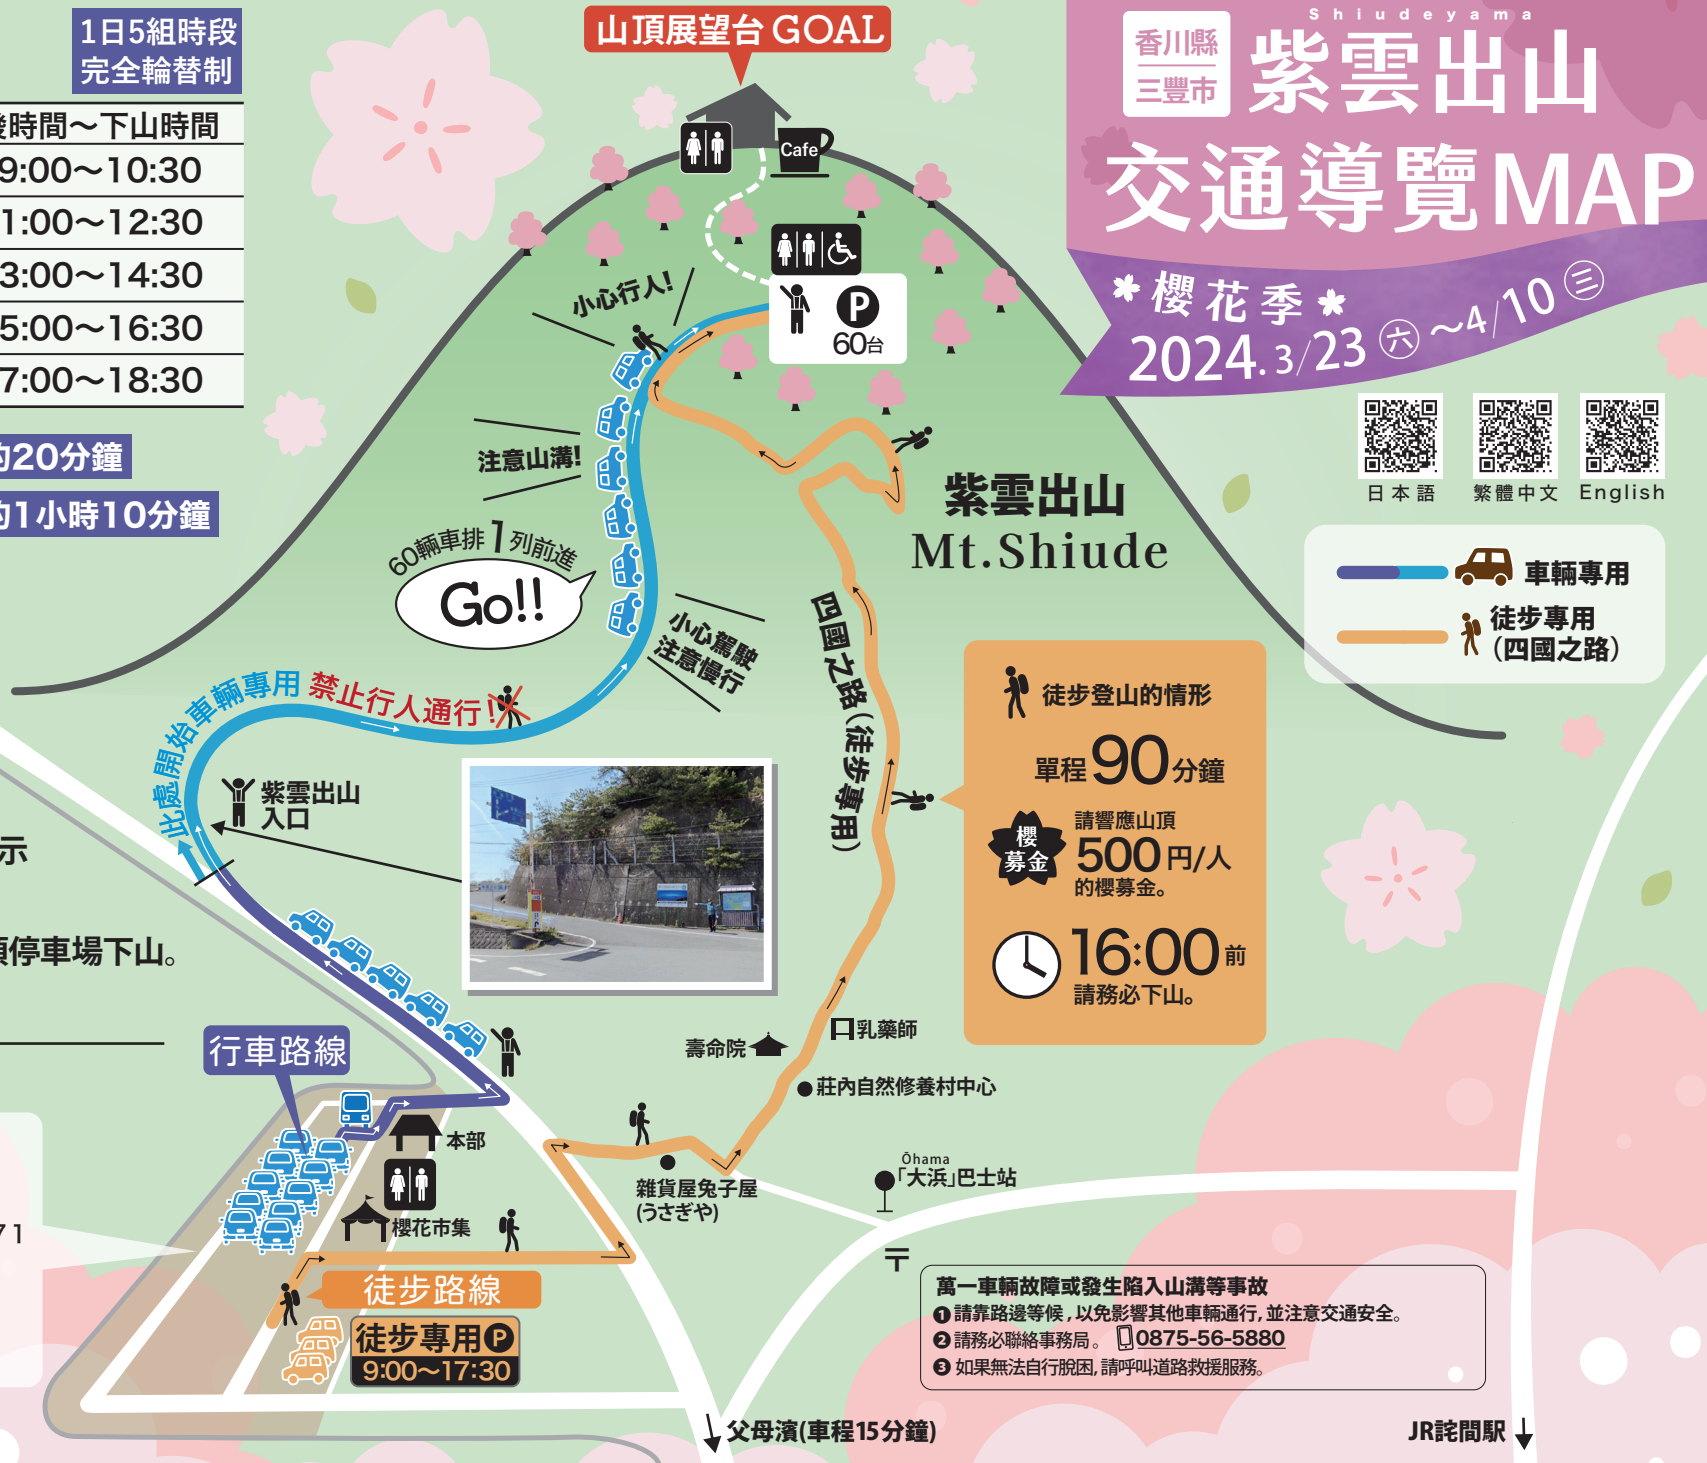 1日5組時段
完全輪替制
時間～下山時間
9:00～10:30
1:00～12:30
3:00～14:30
5:00～16:30
7:00～18:30
20分鐘
1小時10分鐘
山頂展望台 GOAL
Cafe
Shiudeyama
香川縣
三豐市
紫雲出山
交通導覽MAP
櫻花季
2024. 3/23 ㊅ ～4/10 ㊂
日本語
繁體中文
English
車輛專用
徒步專用
（四國之路）
小心行人!
P
60台
注意山溝!
60輛車排1列前進
Go!!
小心駕駛
注意慢行
紫雲出山
Mt.Shiude
四國之路（徒步專用）
此處開始車輛專用 禁止行人通行!
紫雲出山
入口
徒步登山的情形
單程90分鐘
櫻
募金
請響應山頂
500円/人
的櫻募金。
16:00前
請務必下山。
示
停車場下山。
行車路線
本部
櫻花市集
徒步路線
徒步專用P
9:00～17:30
71
壽命院
乳藥師
莊內自然修養村中心
雜貨屋兔子屋
(うさぎや)
Ōhama
「大浜」巴士站
〒
萬一車輛故障或發生陷入山溝等事故
❶請靠路邊等候，以免影響其他車輛通行，並注意交通安全。
❷請務必聯絡事務局。 0875-56-5880
❸如果無法自行脫困，請呼叫道路救援服務。
父母濱(車程15分鐘)
JR詫間駅